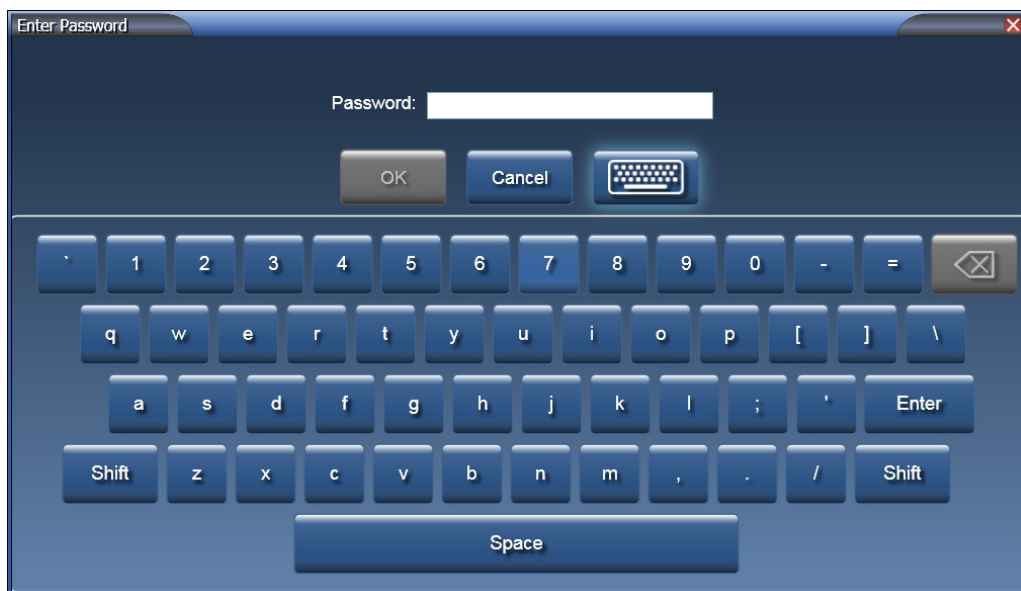 Enter Password
Password:
OK Cancel
` 1 2 3 4 5 6 7 8 9 0 - =
q w e r t y u i o p [ ] \
a s d f g h j k l ; ' Enter
Shift z x c v b n m , . / Shift
Space